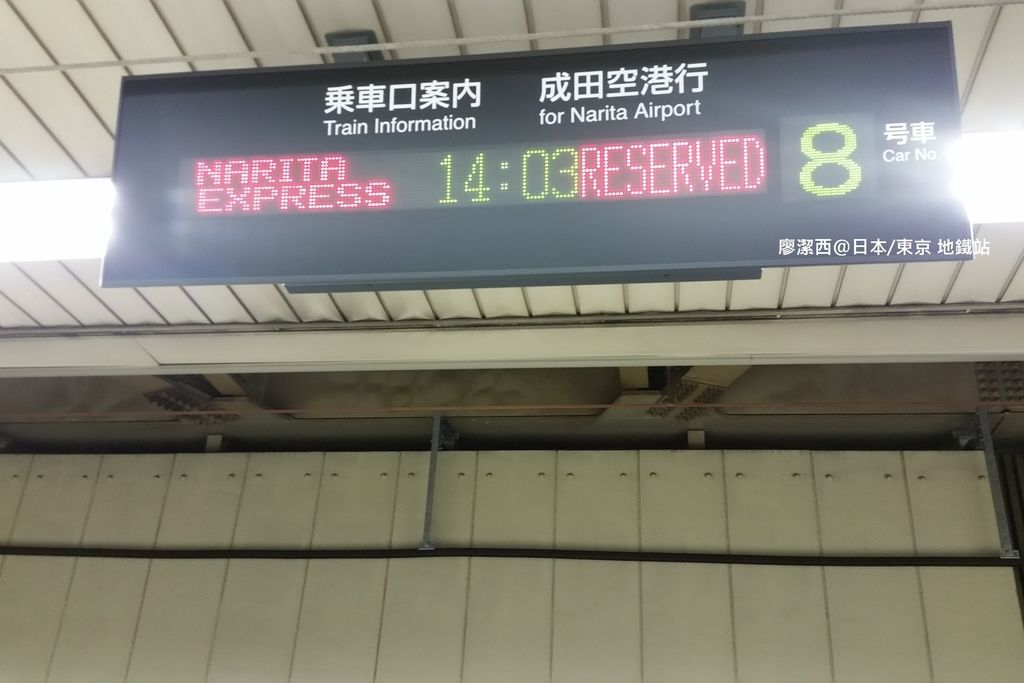 乗車口案内
Train Information
成田空港行
for Narita Airport
NARITA
EXPRESS
14:03
RESERVED
8
号車
Car No.
廖潔西@日本/東京 地鐵站